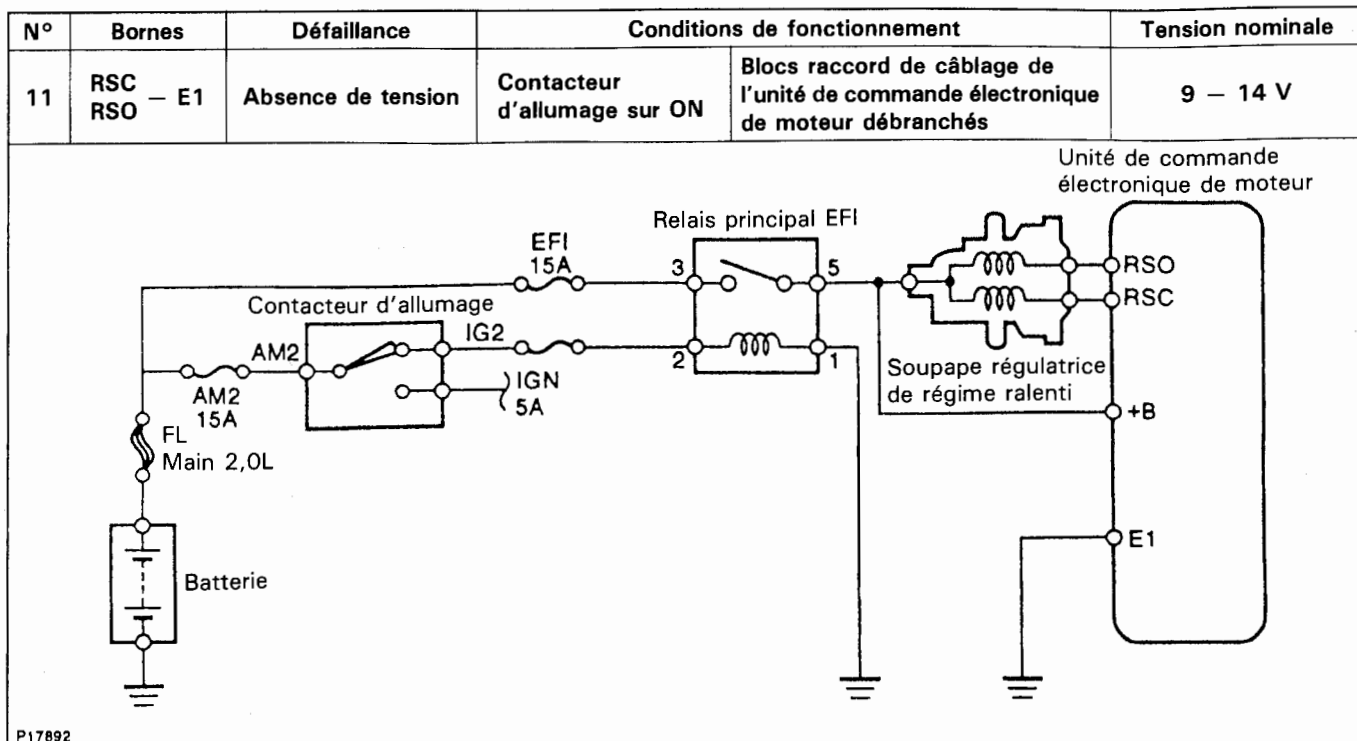 N° Bornes Défaillance Conditions de fonctionnement Tension nominale
11 RSC RSO — E1 Absence de tension Contacteur d'allumage sur ON Blocs raccord de câblage de l'unité de commande électronique de moteur débranchés 9 — 14 V
Unité de commande
électronique de moteur
Relais principal EFI
EFI
15A
3
5
RSO
RSC
Contacteur d'allumage
AM2
IG2
2
1
AM2
15A
IGN
5A
Soupape régulatrice
de régime ralenti
+B
FL
Main 2,0L
E1
Batterie
P17892